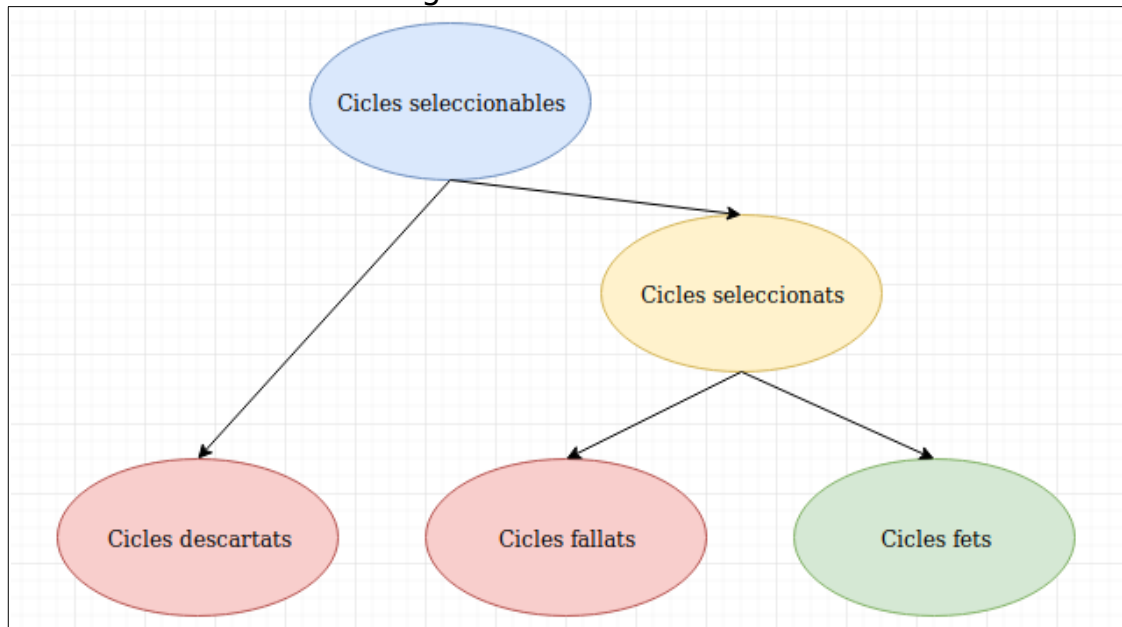 Cicles seleccionables
Cicles seleccionats
Cicles descartats
Cicles fallats
Cicles fets